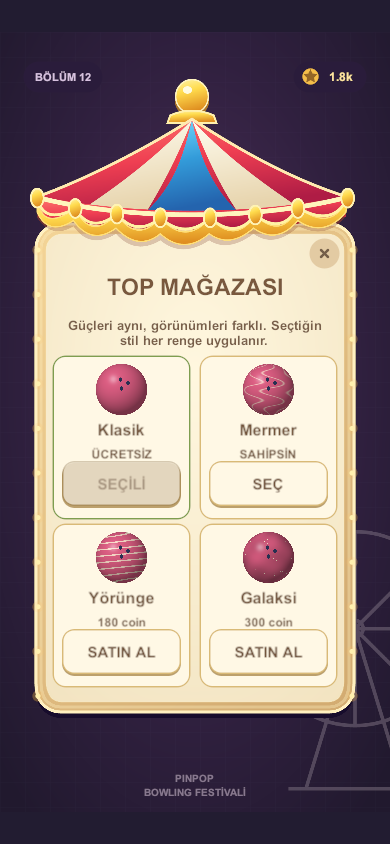 BÖLÜM 12
1.8k
TOP MAĞAZASI
Güçleri aynı, görünümleri farklı. Seçtiğin
stil her renge uygulanır.
Klasik
ÜCRETSİZ
SEÇİLİ
Mermer
SAHİPSİN
SEÇ
Yörünge
180 coin
SATIN AL
Galaksi
300 coin
SATIN AL
PINPOP
BOWLING FESTİVALİ